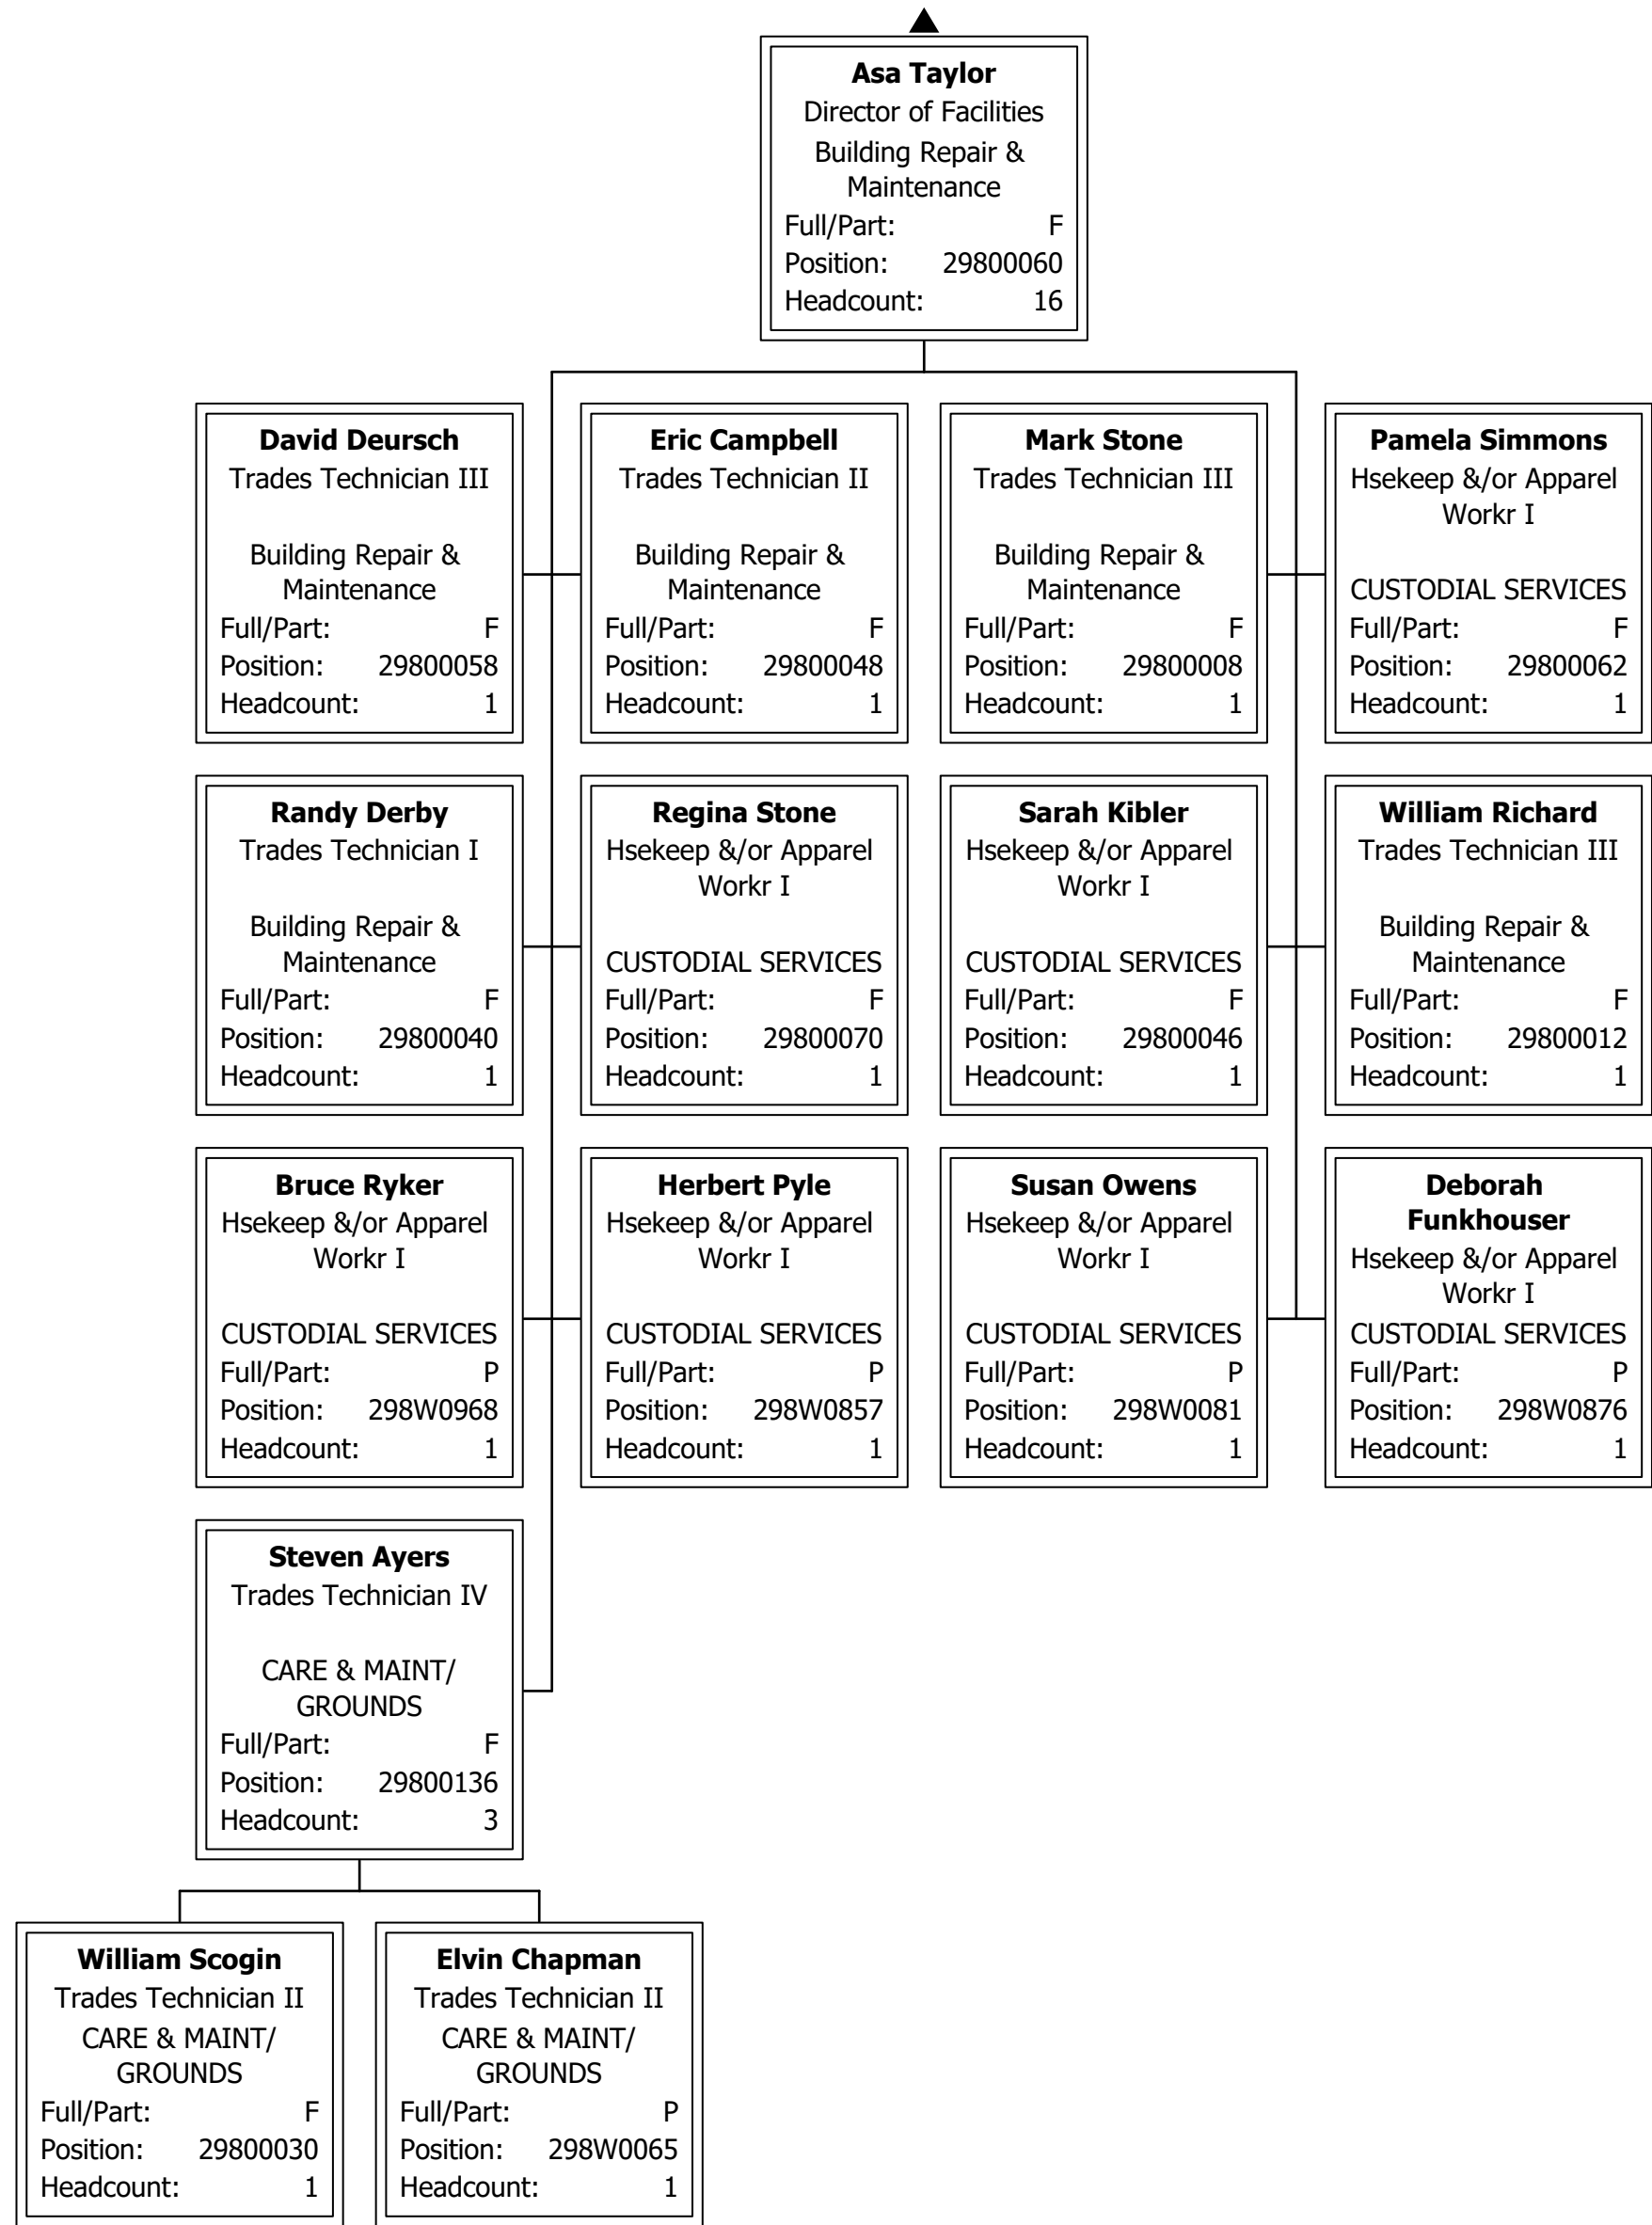 Asa Taylor
Director of Facilities
Building Repair &
Maintenance
Full/Part: F
Position: 29800060
Headcount: 16
David Deursch
Trades Technician III
Building Repair &
Maintenance
Full/Part: F
Position: 29800058
Headcount: 1
Eric Campbell
Trades Technician II
Building Repair &
Maintenance
Full/Part: F
Position: 29800048
Headcount: 1
Mark Stone
Trades Technician III
Building Repair &
Maintenance
Full/Part: F
Position: 29800008
Headcount: 1
Pamela Simmons
Hsekeep &/or Apparel
Workr I
CUSTODIAL SERVICES
Full/Part: F
Position: 29800062
Headcount: 1
Randy Derby
Trades Technician I
Building Repair &
Maintenance
Full/Part: F
Position: 29800040
Headcount: 1
Regina Stone
Hsekeep &/or Apparel
Workr I
CUSTODIAL SERVICES
Full/Part: F
Position: 29800070
Headcount: 1
Sarah Kibler
Hsekeep &/or Apparel
Workr I
CUSTODIAL SERVICES
Full/Part: F
Position: 29800046
Headcount: 1
William Richard
Trades Technician III
Building Repair &
Maintenance
Full/Part: F
Position: 29800012
Headcount: 1
Bruce Ryker
Hsekeep &/or Apparel
Workr I
CUSTODIAL SERVICES
Full/Part: P
Position: 298W0968
Headcount: 1
Herbert Pyle
Hsekeep &/or Apparel
Workr I
CUSTODIAL SERVICES
Full/Part: P
Position: 298W0857
Headcount: 1
Susan Owens
Hsekeep &/or Apparel
Workr I
CUSTODIAL SERVICES
Full/Part: P
Position: 298W0081
Headcount: 1
Deborah
Funkhouser
Hsekeep &/or Apparel
Workr I
CUSTODIAL SERVICES
Full/Part: P
Position: 298W0876
Headcount: 1
Steven Ayers
Trades Technician IV
CARE & MAINT/
GROUNDS
Full/Part: F
Position: 29800136
Headcount: 3
William Scogin
Trades Technician II
CARE & MAINT/
GROUNDS
Full/Part: F
Position: 29800030
Headcount: 1
Elvin Chapman
Trades Technician II
CARE & MAINT/
GROUNDS
Full/Part: P
Position: 298W0065
Headcount: 1